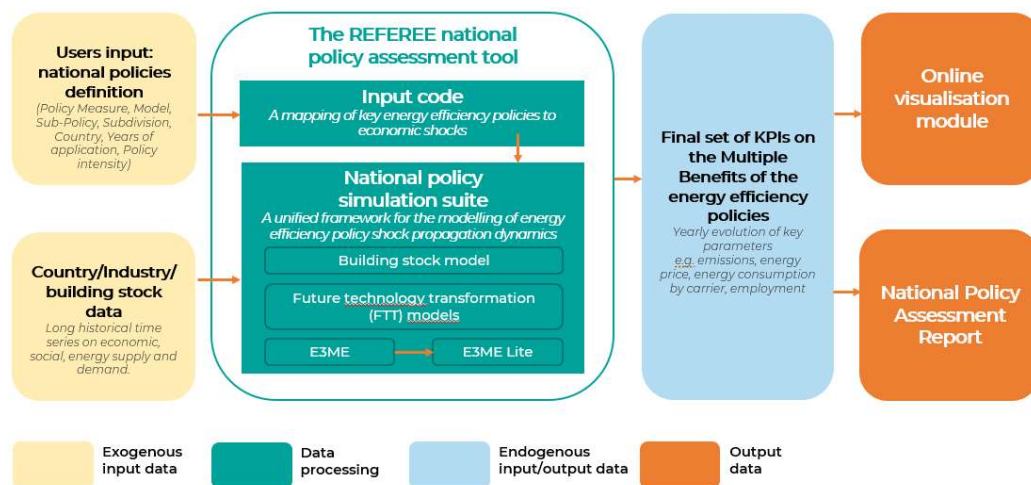 Users input:
national policies
definition
(Policy Measure, Model,
Sub-Policy, Subdivision,
Country, Years of
application, Policy
intensity)
Country/Industry/
building stock
data
Long historical time
series on economic,
social, energy supply and
demand.
The REFEREE national
policy assessment tool
Input code
A mapping of key energy efficiency policies to
economic shocks
National policy
simulation suite
A unified framework for the modelling of energy
efficiency policy shock propagation dynamics
Building stock model
Future technology transformation
(FTT) models
E3ME
E3ME Lite
Final set of KPIs on
the Multiple
Benefits of the
energy efficiency
policies
Yearly evolution of key
parameters
e.g. emissions, energy
price, energy consumption
by carrier, employment
Online
visualisation
module
National Policy
Assessment
Report
Exogenous
input data
Data
processing
Endogenous
input/output data
Output
data